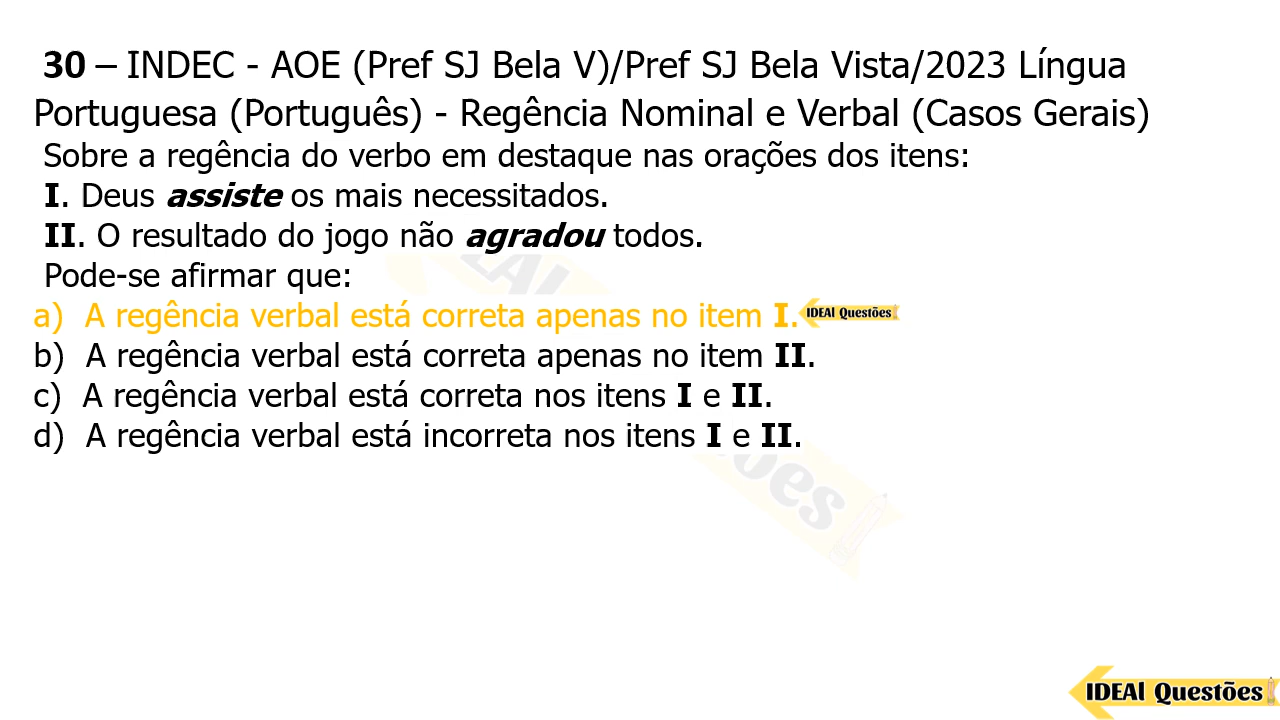 30 – INDEC - AOE (Pref SJ Bela V)/Pref SJ Bela Vista/2023 Língua
Portuguesa (Português) - Regência Nominal e Verbal (Casos Gerais)
Sobre a regência do verbo em destaque nas orações dos itens:
I. Deus assiste os mais necessitados.
II. O resultado do jogo não agradou todos.
Pode-se afirmar que:
a) A regência verbal está correta apenas no item I.
IDEAl Questões
b) A regência verbal está correta apenas no item II.
c) A regência verbal está correta nos itens I e II.
d) A regência verbal está incorreta nos itens I e II.
IDEAl Questões